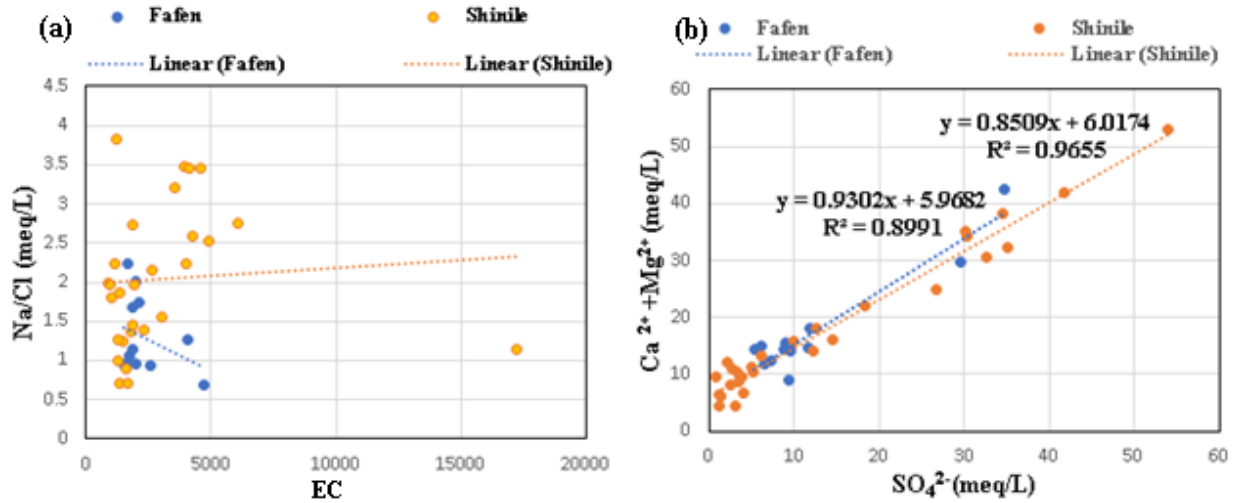 (a)
Fafen
Shinile
Linear (Fafen)
Linear (Shinile)
4.5
4
3.5
3
2.5
2
1.5
1
0.5
0
0
5000
10000
15000
20000
Na/Cl (meq/L)
EC
(b)
Fafen
Shinile
Linear (Fafen)
Linear (Shinile)
60
50
40
30
20
10
0
0
10
20
30
40
50
60
y = 0.8509x + 6.0174
R² = 0.9655
y = 0.9302x + 5.9682
R² = 0.8991
Ca ²⁺ +Mg²⁺ (meq/L)
SO₄²⁻(meq/L)